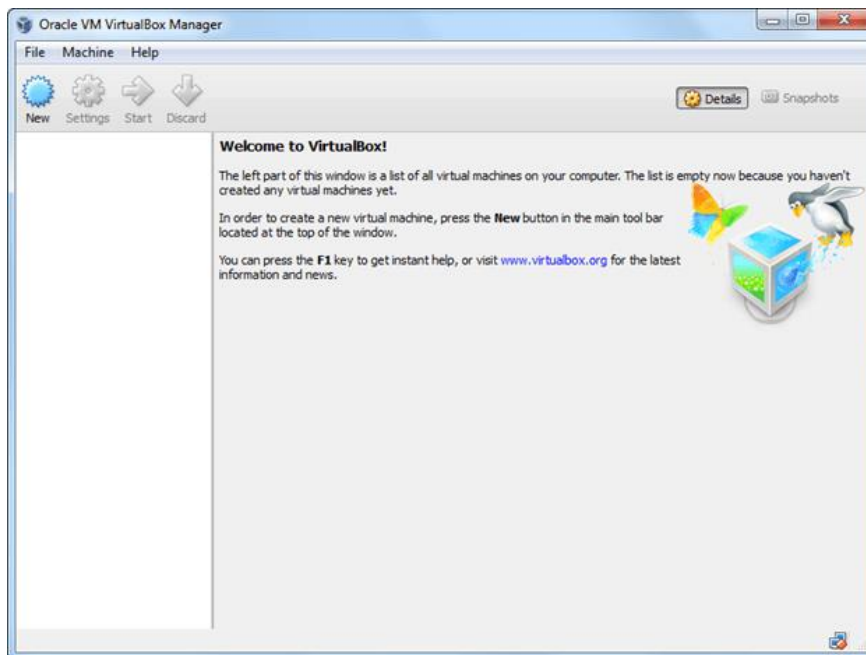 Oracle VM VirtualBox Manager
File Machine Help
New Settings Start Discard
Details Snapshots
Welcome to VirtualBox!
The left part of this window is a list of all virtual machines on your computer. The list is empty now because you haven't
created any virtual machines yet.
In order to create a new virtual machine, press the New button in the main tool bar
located at the top of the window.
You can press the F1 key to get instant help, or visit www.virtualbox.org for the latest
information and news.